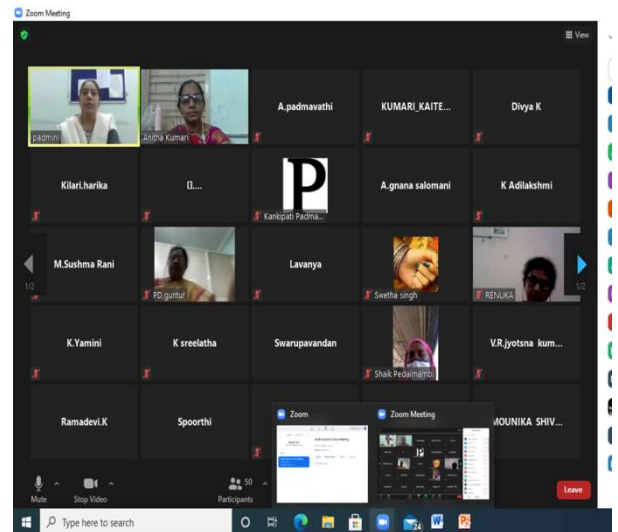 Zoom Meeting
View
padmini
Anitha Kumari
A.padmavathi
KUMARI_KAITE...
Divya K
Kilari.harika
....
P
Kankipati Padma...
A.gnana salomani
K Adilakshmi
M.Sushma Rani
PD guntur
Lavanya
Swetha singh
RENUKA
1/2
1/2
K.Yamini
K sreelatha
Swarupavandan
Shaik Pedaimambi
V.R.jyotsna kum...
Ramadevi.K
Spoorthi
Zoom
Zoom Meeting
MOUNIKA SHIV...
Mute
Stop Video
50
Participants
Leave
Type here to search
24